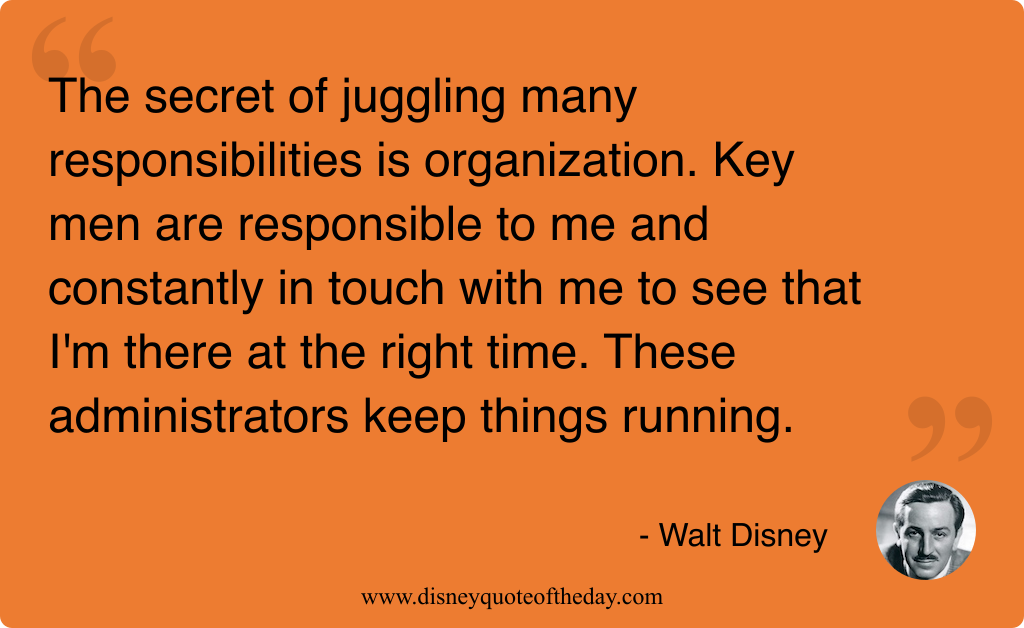 The secret of juggling many
responsibilities is organization. Key
men are responsible to me and
constantly in touch with me to see that
I'm there at the right time. These
administrators keep things running.
- Walt Disney
www.disneyquoteoftheday.com